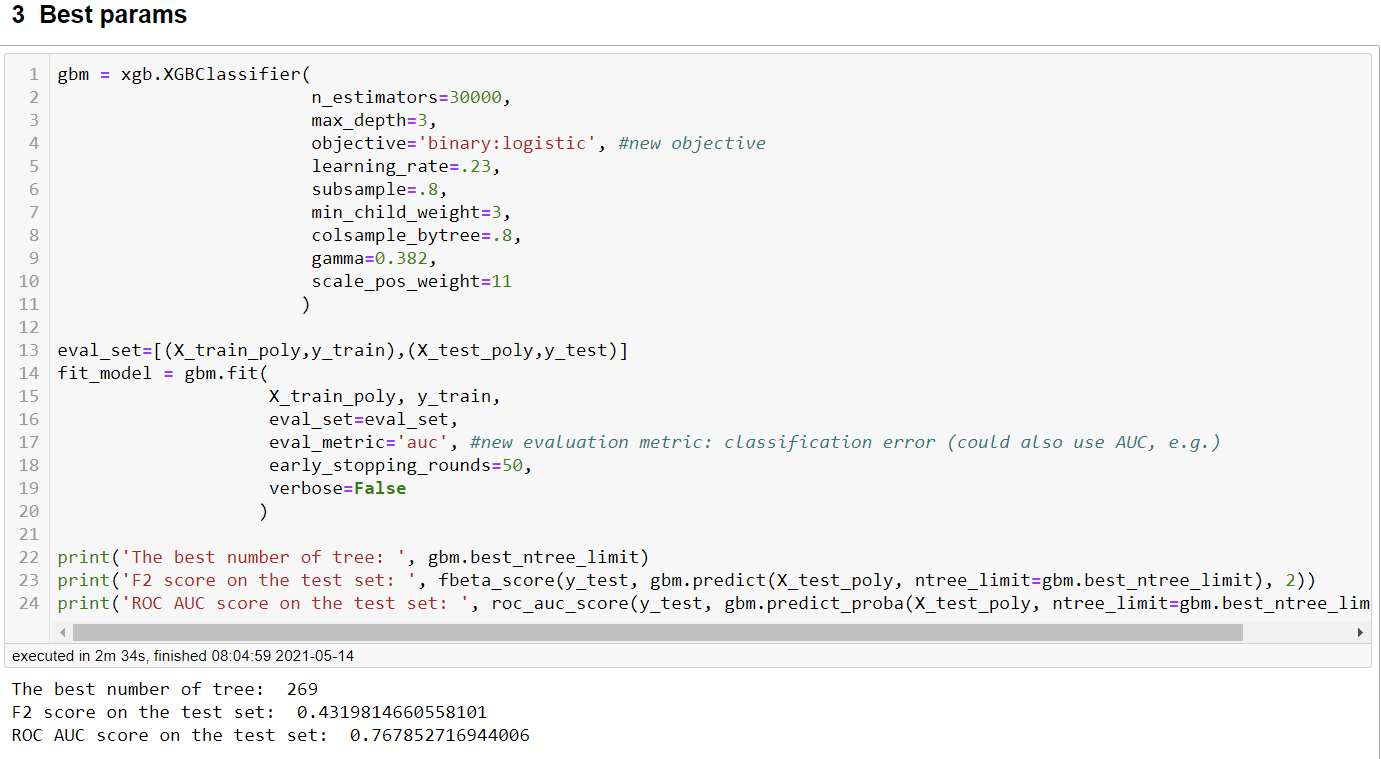 3 Best params
1 gbm = xgb.XGBClassifier(
2 n_estimators=30000,
3 max_depth=3,
4 objective='binary:logistic', #new objective
5 learning_rate=.23,
6 subsample=.8,
7 min_child_weight=3,
8 colsample_bytree=.8,
9 gamma=0.382,
10 scale_pos_weight=11
11 )
12
13 eval_set=[(X_train_poly,y_train),(X_test_poly,y_test)]
14 fit_model = gbm.fit(
15 X_train_poly, y_train,
16 eval_set=eval_set,
17 eval_metric='auc', #new evaluation metric: classification error (could also use AUC, e.g.)
18 early_stopping_rounds=50,
19 verbose=False
20 )
21
22 print('The best number of tree: ', gbm.best_ntree_limit)
23 print('F2 score on the test set: ', fbeta_score(y_test, gbm.predict(X_test_poly, ntree_limit=gbm.best_ntree_limit), 2))
24 print('ROC AUC score on the test set: ', roc_auc_score(y_test, gbm.predict_proba(X_test_poly, ntree_limit=gbm.best_ntree_lim
executed in 2m 34s, finished 08:04:59 2021-05-14
The best number of tree:  269
F2 score on the test set:  0.4319814660558101
ROC AUC score on the test set:  0.767852716944006